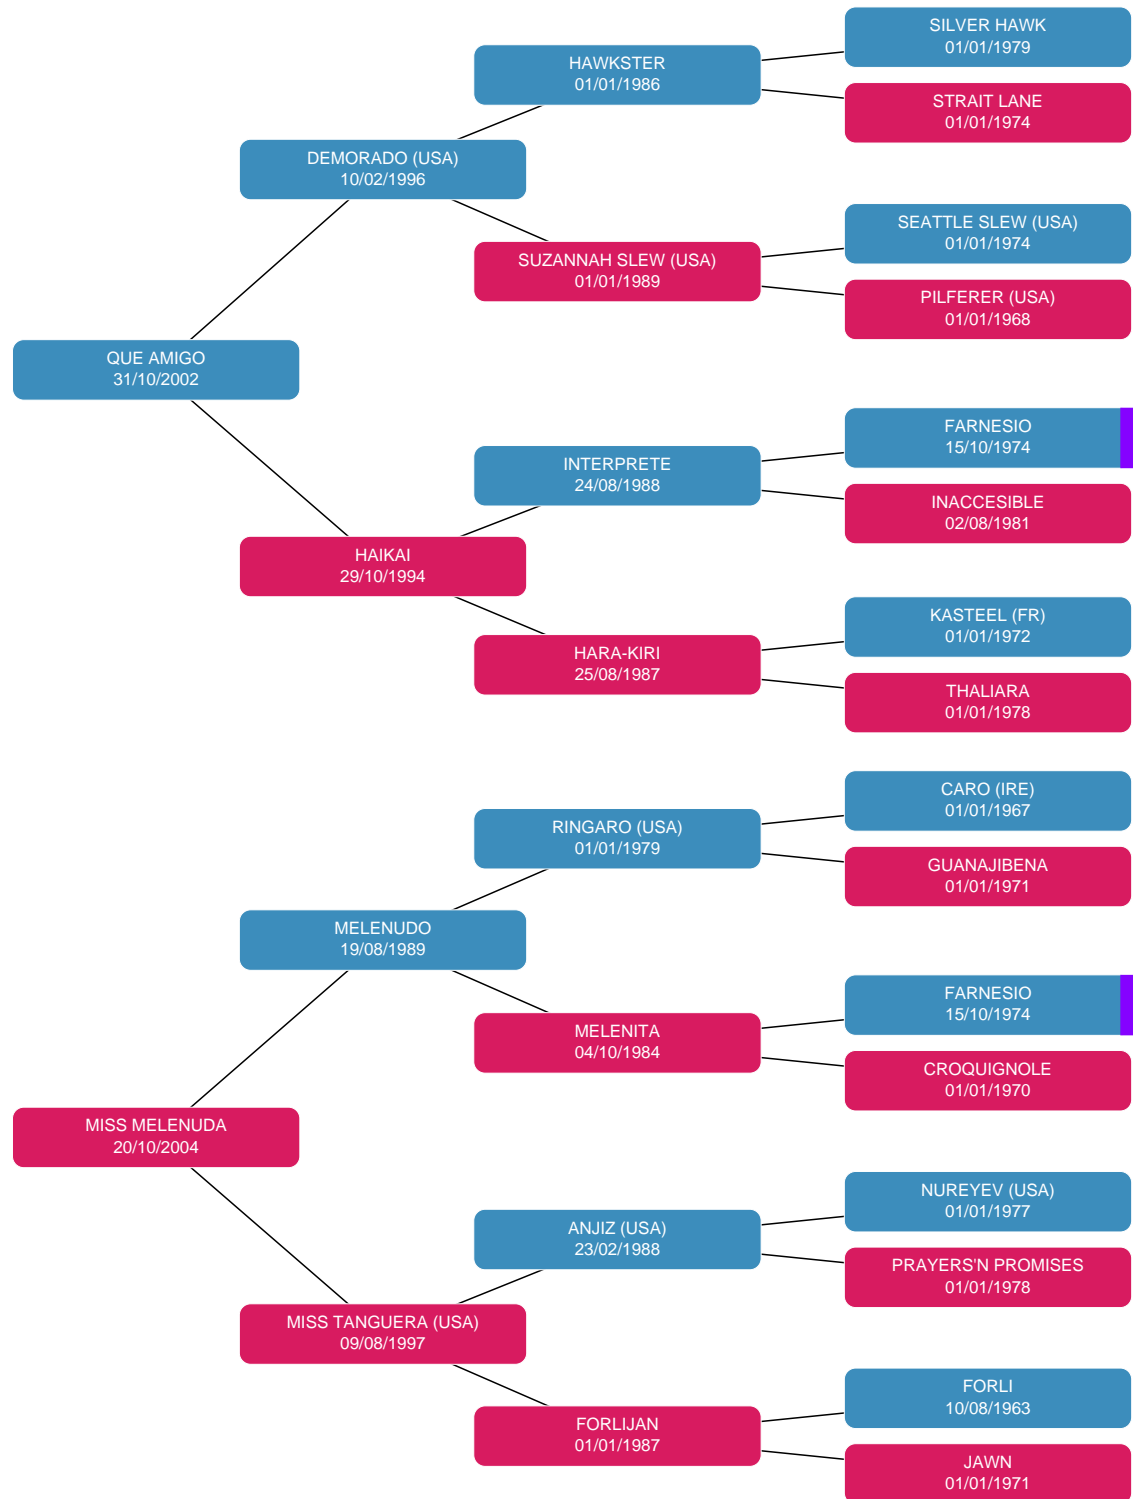 SILVER HAWK
01/01/1979
HAWKSTER
01/01/1986
STRAIT LANE
01/01/1974
DEMORADO (USA)
10/02/1996
SEATTLE SLEW (USA)
01/01/1974
SUZANNAH SLEW (USA)
01/01/1989
PILFERER (USA)
01/01/1968
QUE AMIGO
31/10/2002
FARNESIO
15/10/1974
INTERPRETE
24/08/1988
INACCESIBLE
02/08/1981
HAIKAI
29/10/1994
KASTEEL (FR)
01/01/1972
HARA-KIRI
25/08/1987
THALIARA
01/01/1978
CARO (IRE)
01/01/1967
RINGARO (USA)
01/01/1979
GUANAJIBENA
01/01/1971
MELENUDO
19/08/1989
FARNESIO
15/10/1974
MELENITA
04/10/1984
CROQUIGNOLE
01/01/1970
MISS MELENUDA
20/10/2004
NUREYEV (USA)
01/01/1977
ANJIZ (USA)
23/02/1988
PRAYERS'N PROMISES
01/01/1978
MISS TANGUERA (USA)
09/08/1997
FORLI
10/08/1963
FORLIJAN
01/01/1987
JAWN
01/01/1971